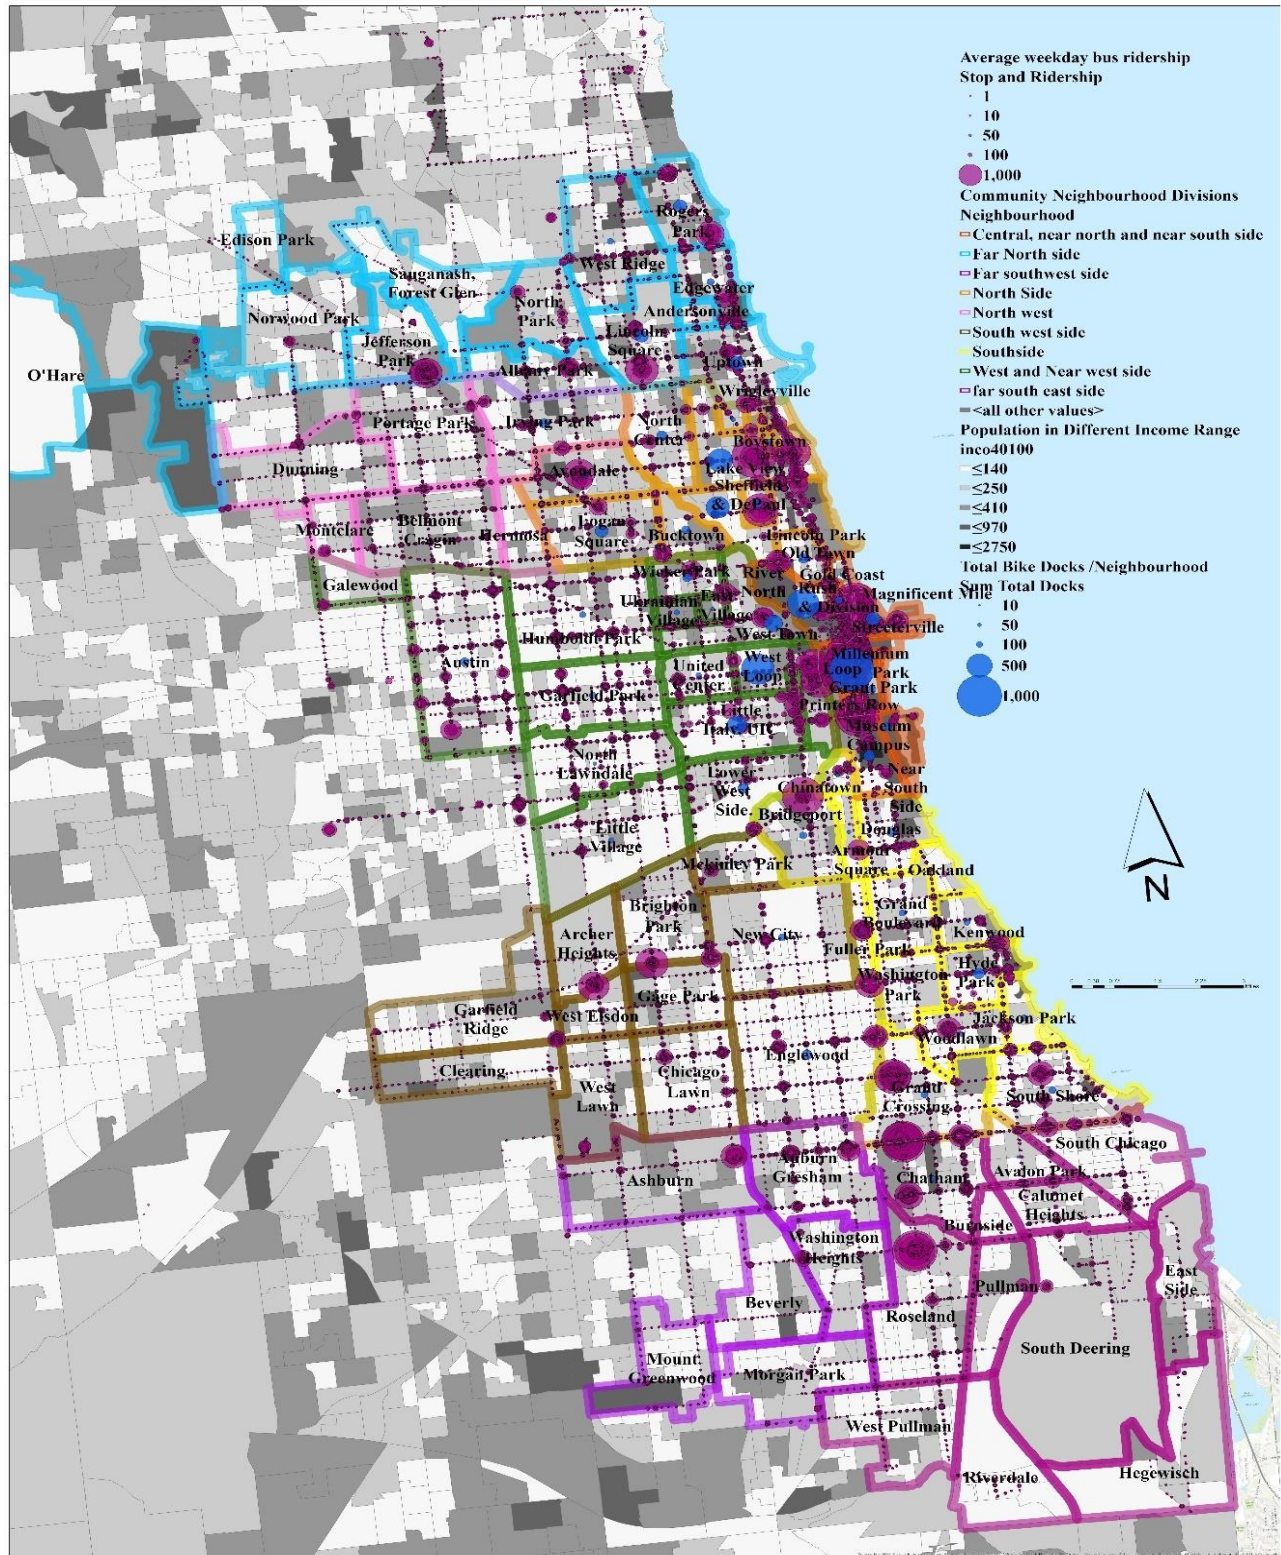 Average weekday bus ridership
Stop and Ridership
1
10
50
100
1,000
Community Neighbourhood Divisions
Neighbourhood
Central, near north and near south side
Far North side
Far southwest side
North Side
North west
South west side
Southside
West and Near west side
far south east side
<all other values>
Population in Different Income Range
inco40100
≤140
≤250
≤410
≤970
≤2750
Total Bike Docks /Neighbourhood
Sum Total Docks
10
50
100
500
1,000
Rogers
Park
Edison Park
West Ridge
Sauganash,
Forest Glen
Edgewater
Norwood Park
North
Park
Andersonville
Jefferson
Park
Lincoln
Square
O'Hare
Albany Park
Uptown
Wrigleyville
Portage Park
Irving Park
North
Center
Boystown
Dunning
Avondale
Lake View
Sheffield
& DePaul
Montclare
Belmont
Cragin
Hermosa
Logan
Square
Bucktown
Lincoln Park
Old Town
Galewood
Wicker Park
River
North
Gold Coast
Rush
& Division
Magnificent Mile
Ukrainian
Village
East
Village
Streeterville
Humboldt Park
West Town
Austin
United
Center
West
Loop
Millenium
Park
Loop
Garfield Park
Grant Park
Printers Row
Little
Italy, UIC
Museum
Campus
North
Lawndale
Lower
West
Side
Chinatown
Near
South
Side
Bridgeport
Little
Village
Douglas
Mckinley Park
Armour
Square
Oakland
N
Brighton
Park
Grand
Boulevard
Archer
Heights
New City
Fuller Park
Kenwood
Hyde
Park
Washington
Park
Garfield
Ridge
West Elsdon
Gage Park
Jackson Park
Woodlawn
Clearing
West
Lawn
Chicago
Lawn
Englewood
Grand
Crossing
South Shore
South Chicago
Ashburn
Auburn
Gresham
Chatham
Avalon Park
Calumet
Heights
Burnside
Washington
Heights
East
Side
Pullman
Beverly
Roseland
South Deering
Mount
Greenwood
Morgan Park
West Pullman
Riverdale
Hegewisch